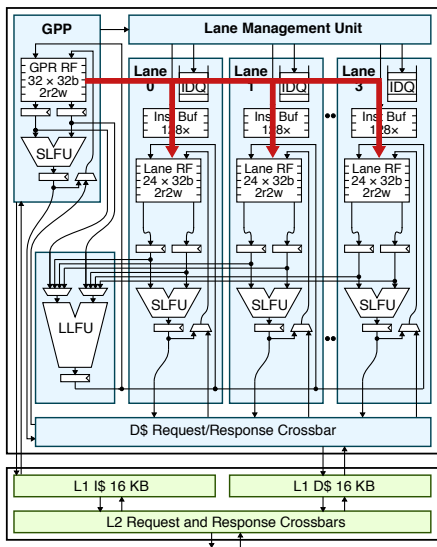 GPP
Lane Management Unit
GPR RF
32 × 32b
2r2w
SLFU
Lane
0
IDQ
Lane
1
IDQ
Lane
3
IDQ
Inst Buf
128×
Inst Buf
128×
Inst Buf
128×
Lane RF
24 × 32b
2r2w
Lane RF
24 × 32b
2r2w
Lane RF
24 × 32b
2r2w
LLFU
SLFU
SLFU
SLFU
D$ Request/Response Crossbar
L1 I$ 16 KB
L1 D$ 16 KB
L2 Request and Response Crossbars